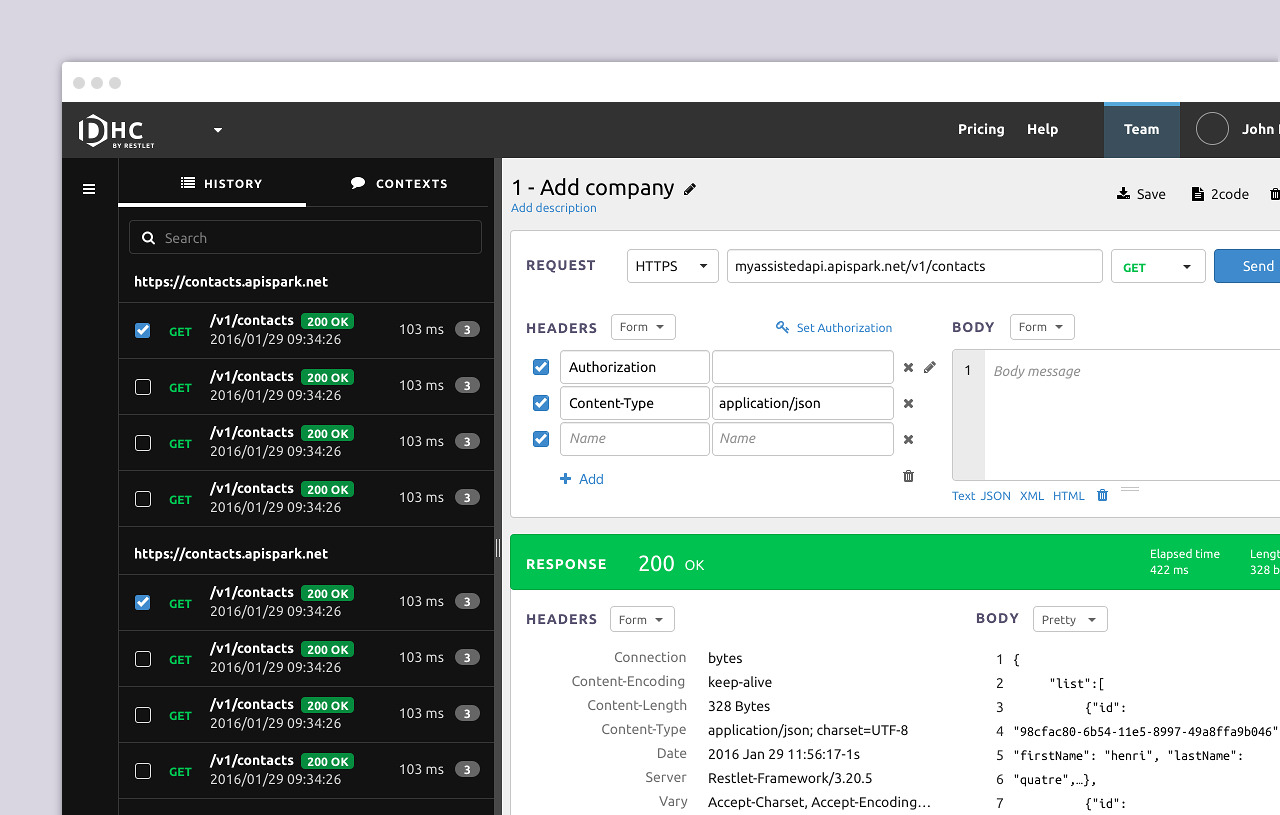 DHC
BY RESTLET
Pricing Help Team John
HISTORY CONTEXTS
Search
https://contacts.apispark.net
GET /v1/contacts 200 OK 103 ms 3
2016/01/29 09:34:26
GET /v1/contacts 200 OK 103 ms 3
2016/01/29 09:34:26
GET /v1/contacts 200 OK 103 ms 3
2016/01/29 09:34:26
GET /v1/contacts 200 OK 103 ms 3
2016/01/29 09:34:26
https://contacts.apispark.net
GET /v1/contacts 200 OK 103 ms 3
2016/01/29 09:34:26
GET /v1/contacts 200 OK 103 ms 3
2016/01/29 09:34:26
GET /v1/contacts 200 OK 103 ms 3
2016/01/29 09:34:26
GET /v1/contacts 200 OK 103 ms 3
2016/01/29 09:34:26
1 - Add company
Add description
Save 2code
REQUEST HTTPS myassistedapi.apispark.net/v1/contacts GET Send
HEADERS Form Set Authorization
Authorization
Content-Type application/json
Name Name
Add
BODY Form
1 Body message
Text JSON XML HTML
RESPONSE 200 OK
Elapsed time
422 ms
Lengt
328 b
HEADERS Form
Connection bytes
Content-Encoding keep-alive
Content-Length 328 Bytes
Content-Type application/json; charset=UTF-8
Date 2016 Jan 29 11:56:17-1s
Server Restlet-Framework/3.20.5
Vary Accept-Charset, Accept-Encoding…
BODY Pretty
1 {
2 "list":[
3 {"id":
4 "98cfac80-6b54-11e5-8997-49a8ffa9b046"
5 "firstName": "henri", "lastName":
6 "quatre",…},
7 {"id":